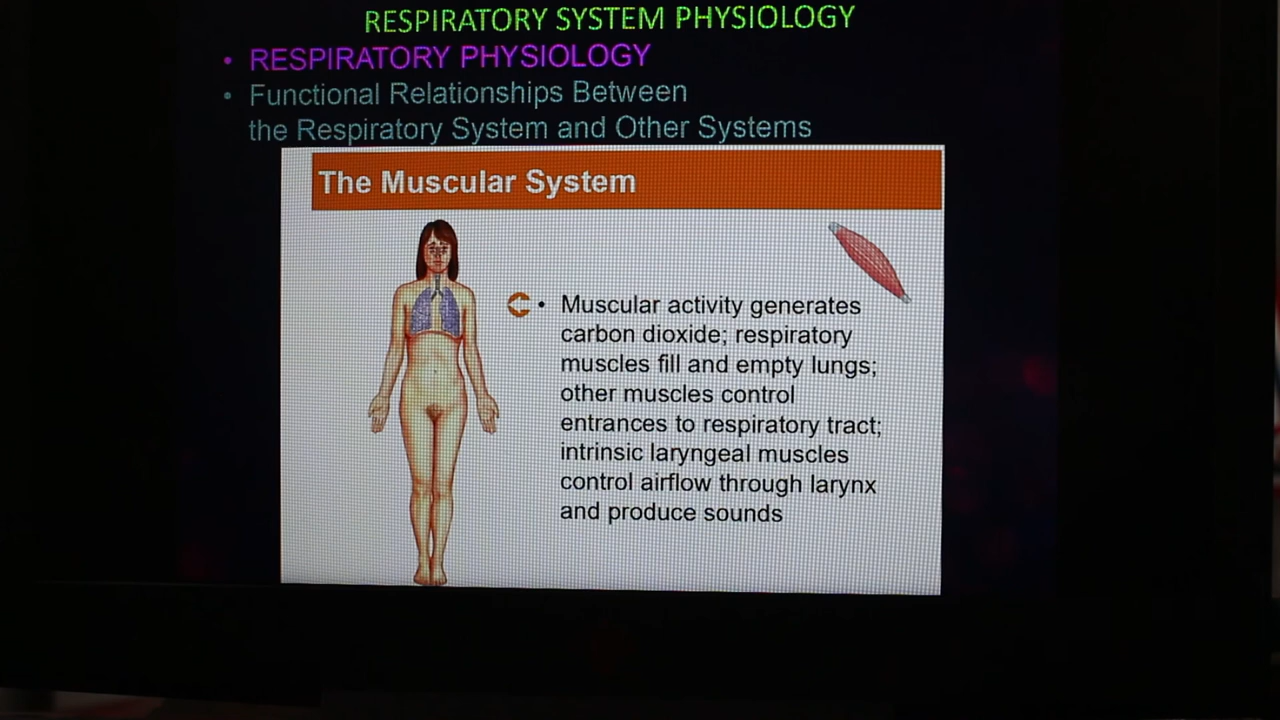 RESPIRATORY SYSTEM PHYSIOLOGY
• RESPIRATORY PHYSIOLOGY
• Functional Relationships Between
the Respiratory System and Other Systems
The Muscular System
• Muscular activity generates
carbon dioxide; respiratory
muscles fill and empty lungs;
other muscles control
entrances to respiratory tract;
intrinsic laryngeal muscles
control airflow through larynx
and produce sounds